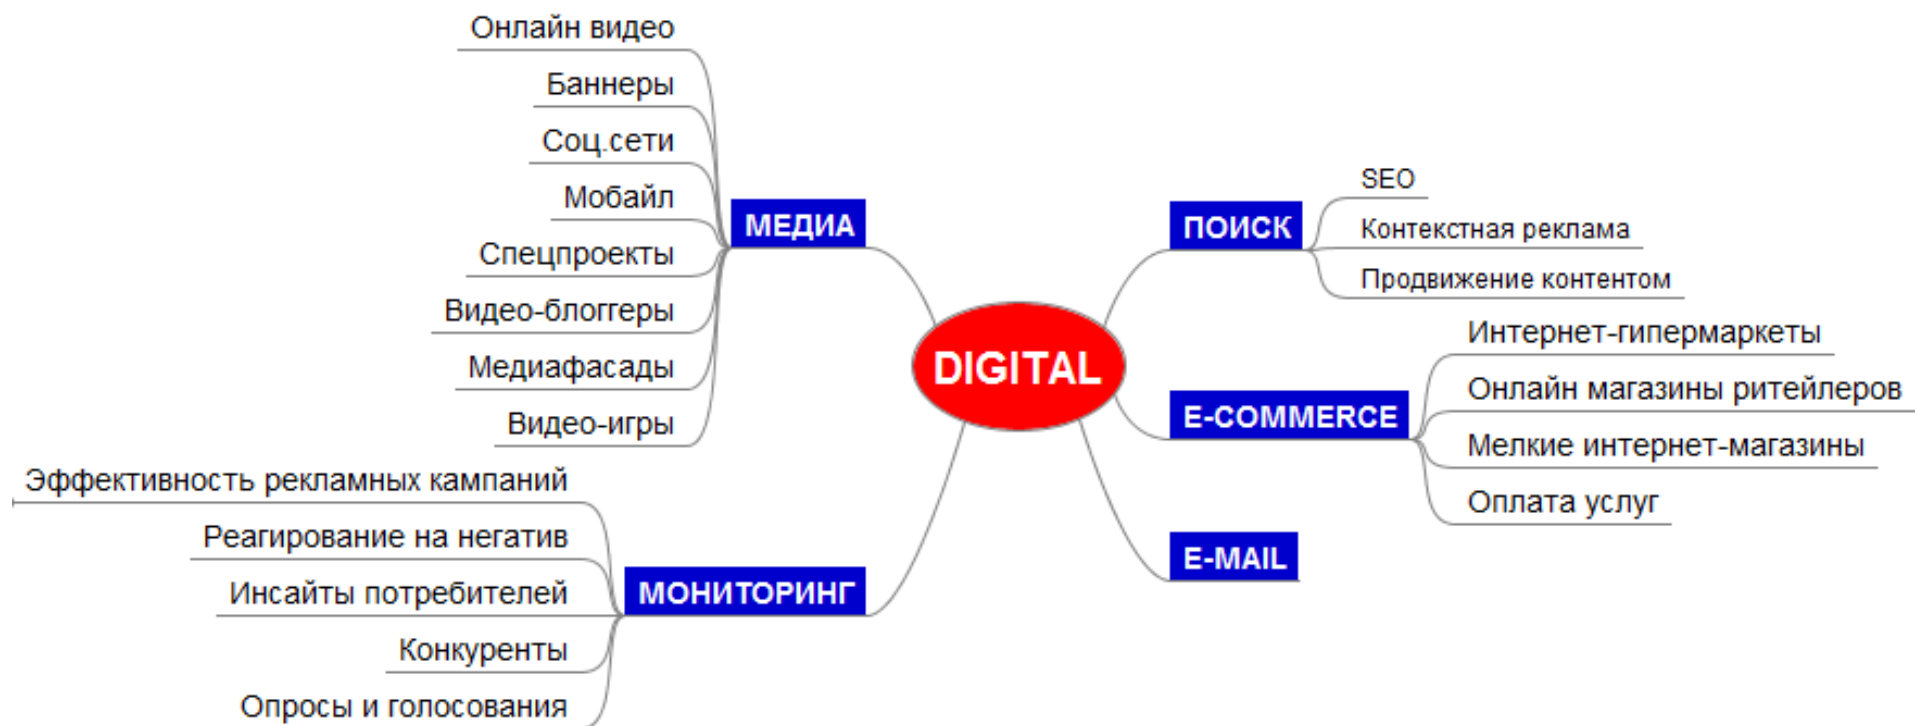 Онлайн видео
Баннеры
Соц.сети
Мобайл
Спецпроекты
Видео-блоггеры
Медиафасады
Видео-игры
МЕДИА
Эффективность рекламных кампаний
Реагирование на негатив
Инсайты потребителей
Конкуренты
Опросы и голосования
МОНИТОРИНГ
DIGITAL
ПОИСК
SEO
Контекстная реклама
Продвижение контентом
E-COMMERCE
Интернет-гипермаркеты
Онлайн магазины ритейлеров
Мелкие интернет-магазины
Оплата услуг
E-MAIL